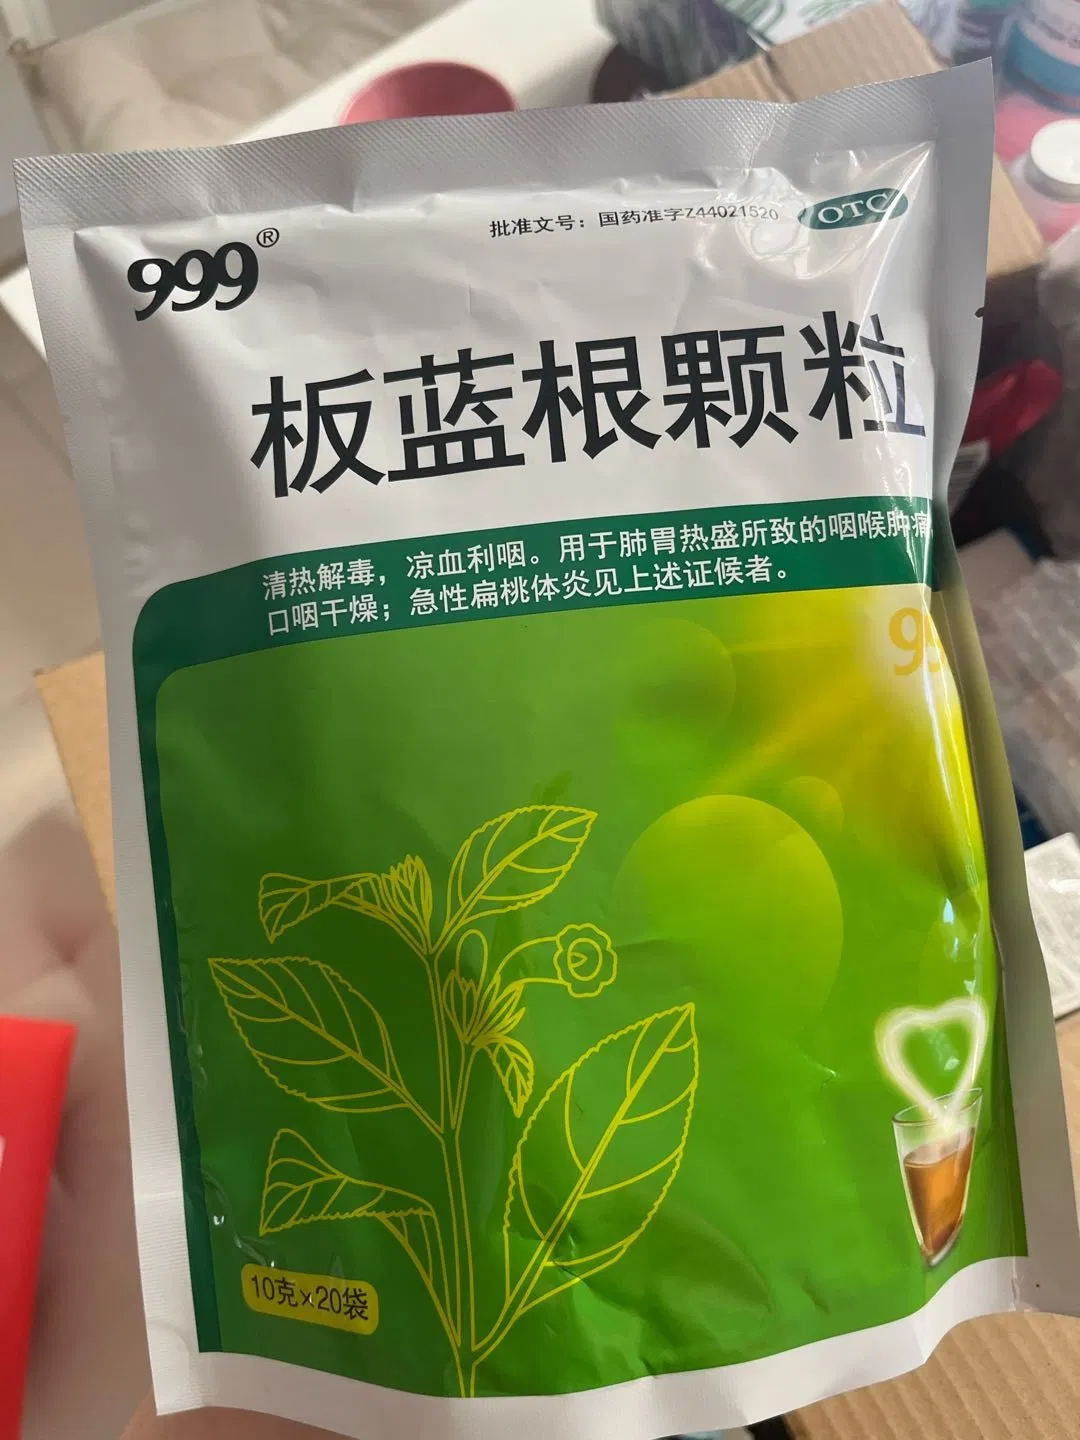 批准文号：国药准字Z44021520
OTC
999®
板蓝根颗粒
清热解毒，凉血利咽。用于肺胃热盛所致的咽喉肿痛，
口咽干燥；急性扁桃体炎见上述证候者。
10克×20袋